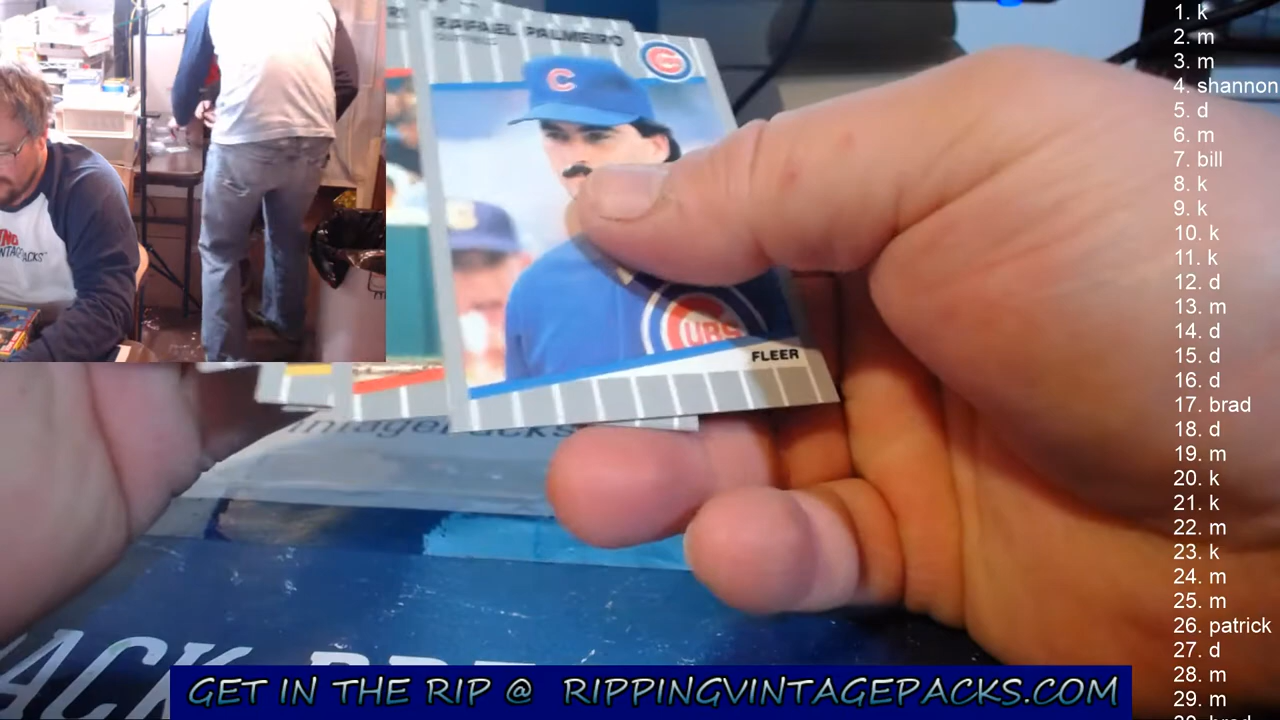 RAFAEL PALMEIRO
C
CUBS
FLEER
ntagePacks
GET IN THE RIP @ RIPPINGVINTAGEPACKS.COM
1. k
2. m
3. m
4. shannon
5. d
6. m
7. bill
8. k
9. k
10. k
11. k
12. d
13. m
14. d
15. d
16. d
17. brad
18. d
19. m
20. k
21. k
22. m
23. k
24. m
25. m
26. patrick
27. d
28. m
29. m